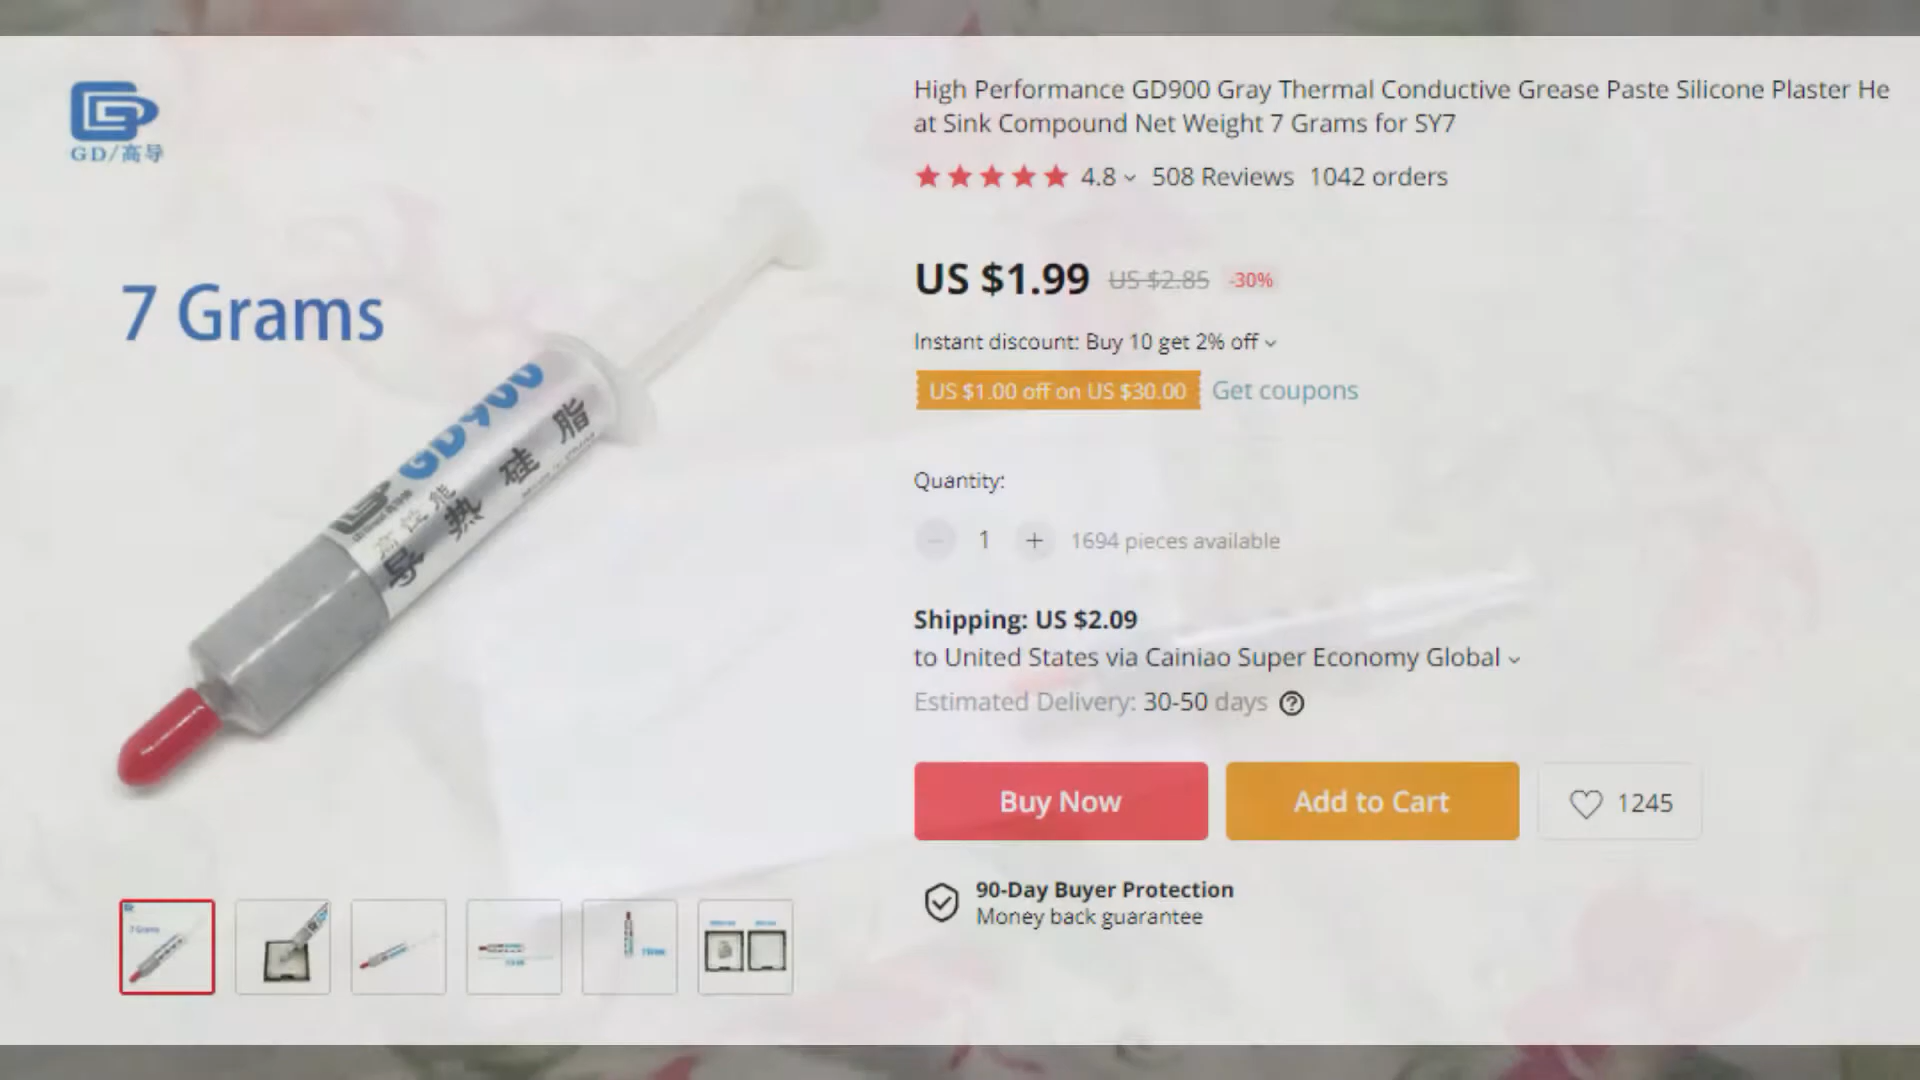 GD/高导
7 Grams
GD900
高性能
导热硅脂
High Performance GD900 Gray Thermal Conductive Grease Paste Silicone Plaster He
at Sink Compound Net Weight 7 Grams for SY7
4.8 508 Reviews 1042 orders
US $1.99 US $2.85 -30%
Instant discount: Buy 10 get 2% off
US $1.00 off on US $30.00 Get coupons
Quantity:
1 + 1694 pieces available
Shipping: US $2.09
to United States via Cainiao Super Economy Global
Estimated Delivery: 30-50 days
Buy Now Add to Cart 1245
90-Day Buyer Protection
Money back guarantee
7 Grams